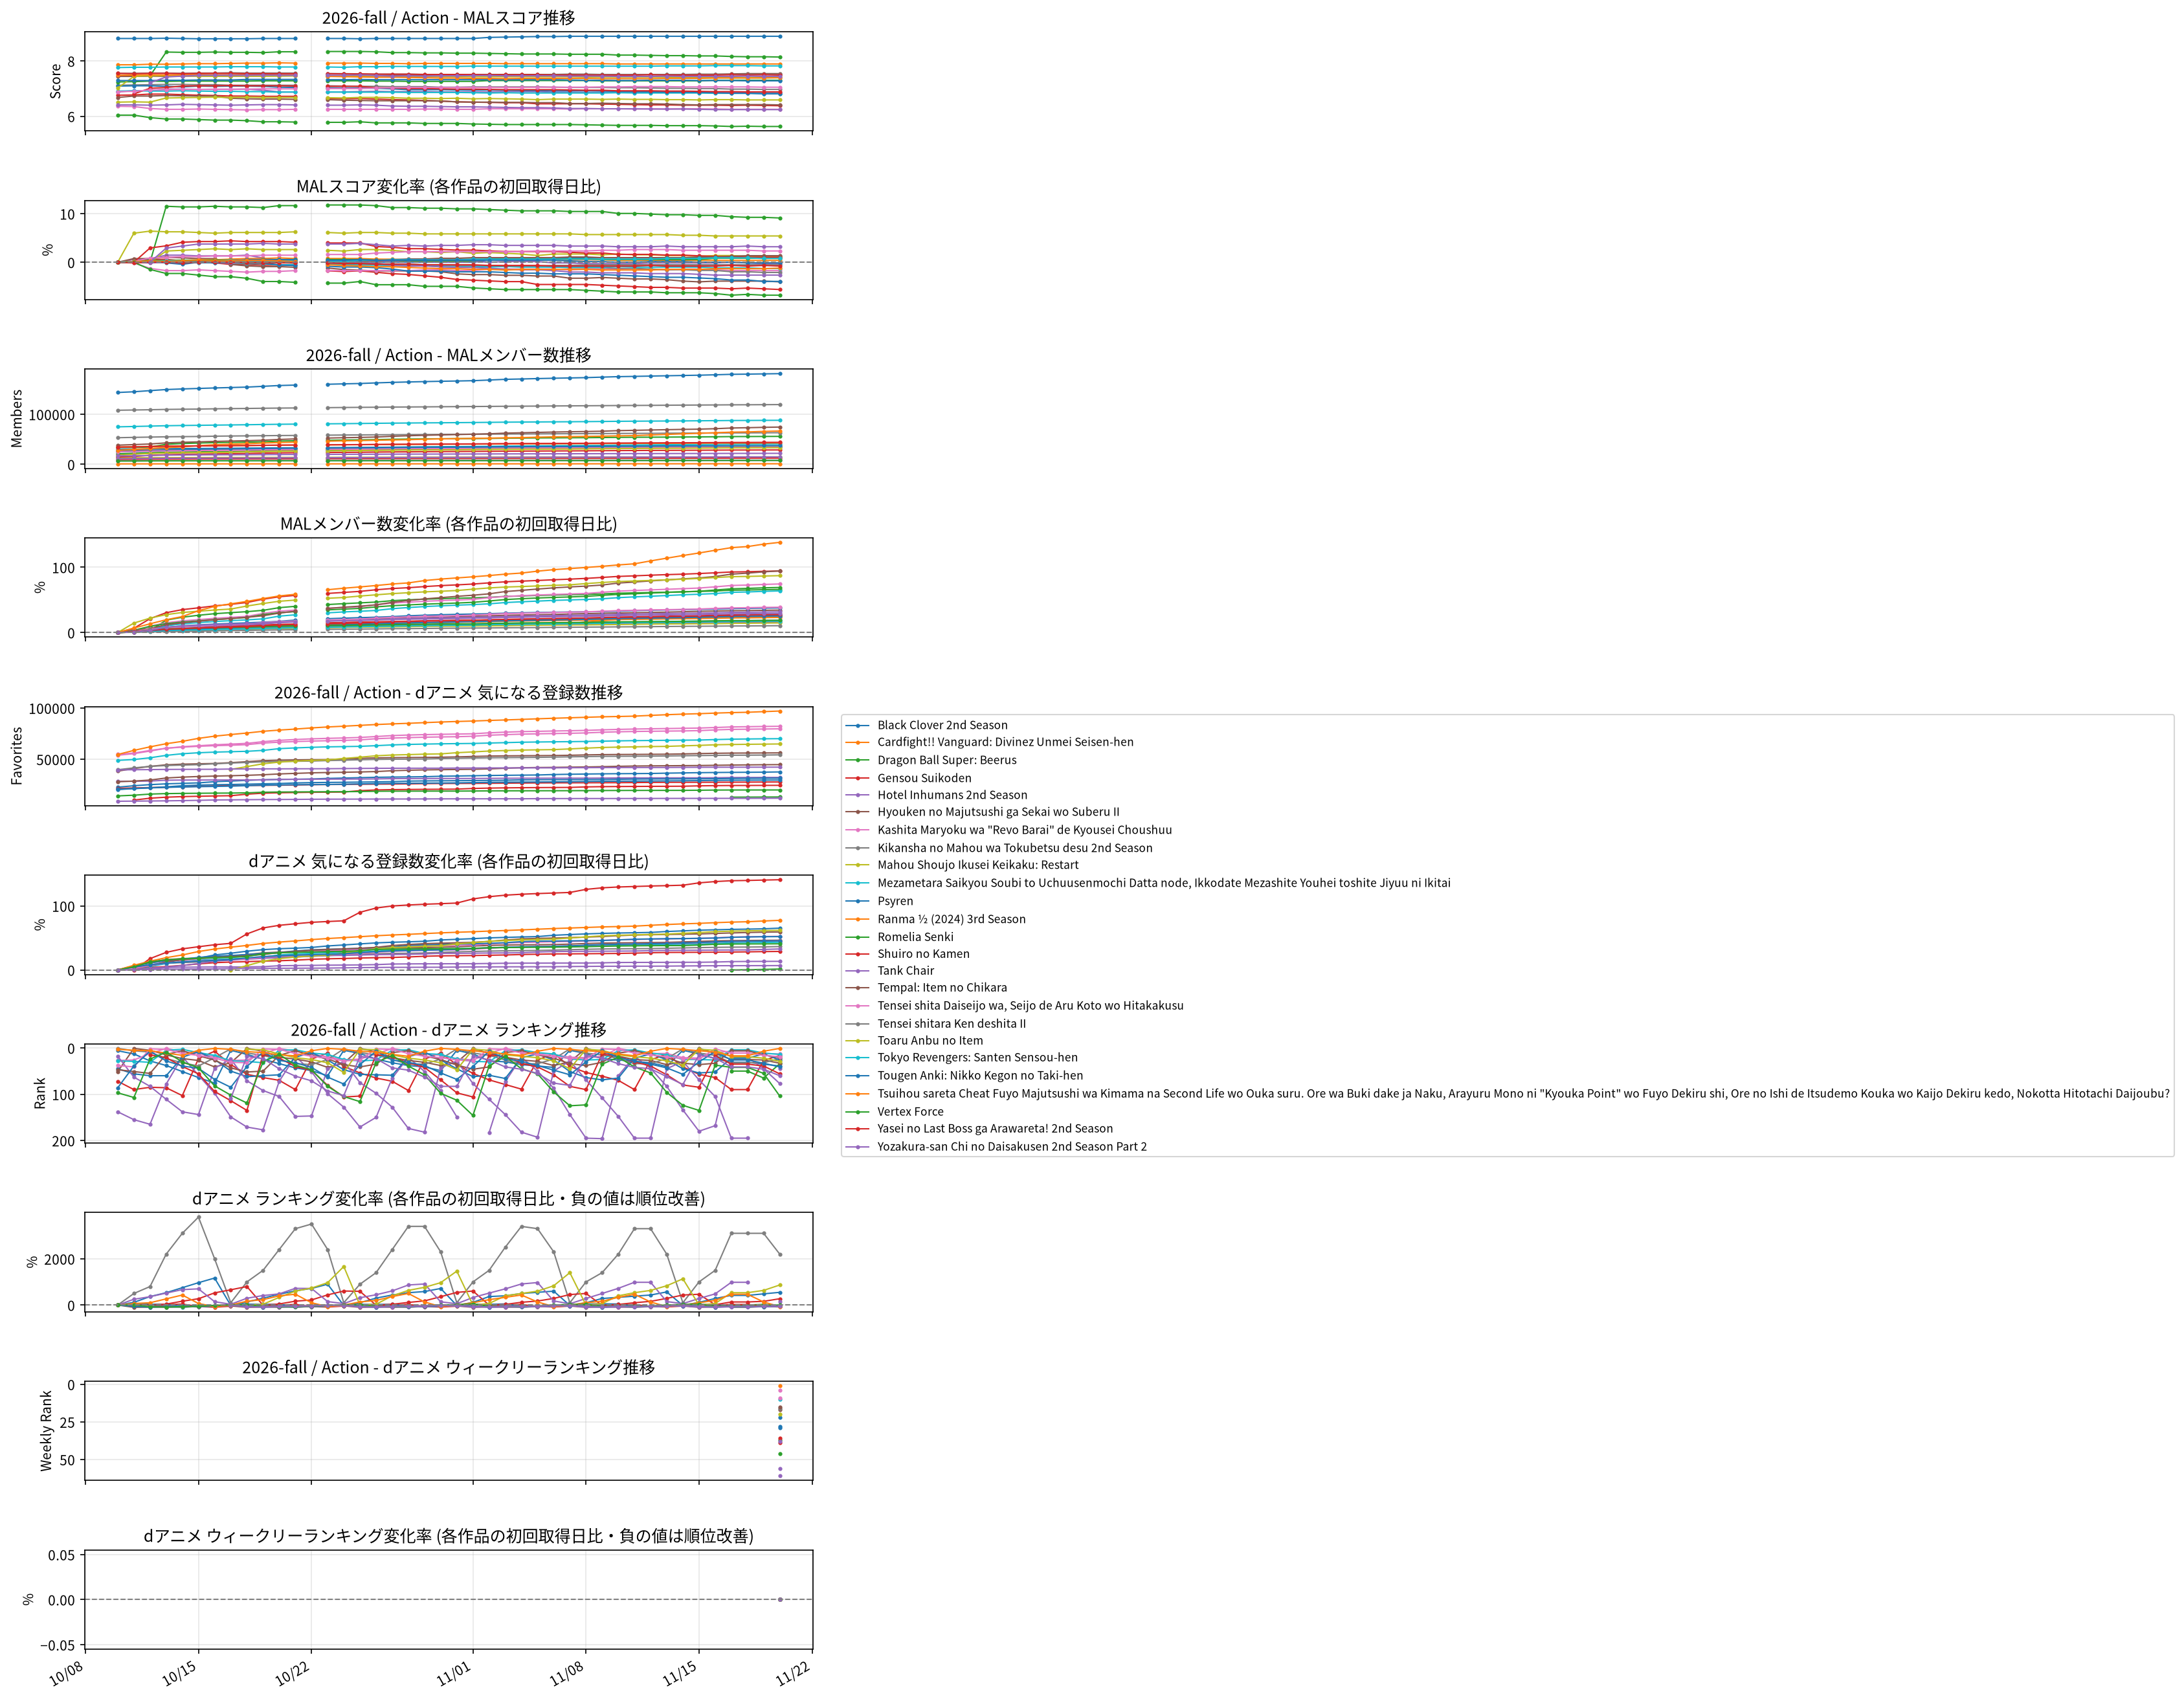 2026-fall / Action - MALスコア推移
8
6
Score
MALスコア変化率 (各作品の初回取得日比)
10
0
%
2026-fall / Action - MALメンバー数推移
100000
0
Members
MALメンバー数変化率 (各作品の初回取得日比)
100
0
%
2026-fall / Action - dアニメ 気になる登録数推移
100000
50000
Favorites
dアニメ 気になる登録数変化率 (各作品の初回取得日比)
100
0
%
2026-fall / Action - dアニメ ランキング推移
0
100
200
Rank
dアニメ ランキング変化率 (各作品の初回取得日比・負の値は順位改善)
2000
0
%
2026-fall / Action - dアニメ ウィークリーランキング推移
0
25
50
Weekly Rank
dアニメ ウィークリーランキング変化率 (各作品の初回取得日比・負の値は順位改善)
0.05
0.00
−0.05
%
10/08
10/15
10/22
11/01
11/08
11/15
11/22
Black Clover 2nd Season
Cardfight!! Vanguard: Divinez Unmei Seisen-hen
Dragon Ball Super: Beerus
Gensou Suikoden
Hotel Inhumans 2nd Season
Hyouken no Majutsushi ga Sekai wo Suberu II
Kashita Maryoku wa "Revo Barai" de Kyousei Choushuu
Kikansha no Mahou wa Tokubetsu desu 2nd Season
Mahou Shoujo Ikusei Keikaku: Restart
Mezametara Saikyou Soubi to Uchuusenmochi Datta node, Ikkodate Mezashite Youhei toshite Jiyuu ni Ikitai
Psyren
Ranma ½ (2024) 3rd Season
Romelia Senki
Shuiro no Kamen
Tank Chair
Tempal: Item no Chikara
Tensei shita Daiseijo wa, Seijo de Aru Koto wo Hitakakusu
Tensei shitara Ken deshita II
Toaru Anbu no Item
Tokyo Revengers: Santen Sensou-hen
Tougen Anki: Nikko Kegon no Taki-hen
Tsuihou sareta Cheat Fuyo Majutsushi wa Kimama na Second Life wo Ouka suru. Ore wa Buki dake ja Naku, Arayuru Mono ni "Kyouka Point" wo Fuyo Dekiru shi, Ore no Ishi de Itsudemo Kouka wo Kaijo Dekiru kedo, Nokotta Hitotachi Daijoubu?
Vertex Force
Yasei no Last Boss ga Arawareta! 2nd Season
Yozakura-san Chi no Daisakusen 2nd Season Part 2